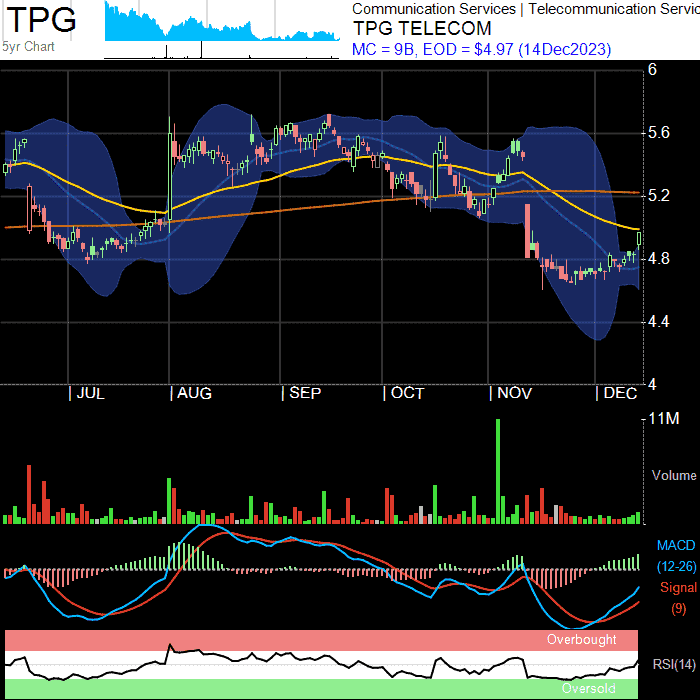 TPG
5yr Chart
Communication Services | Telecommunication Servic
TPG TELECOM
MC = 9B, EOD = $4.97 (14Dec2023)
6
5.6
5.2
4.8
4.4
4
| JUL | AUG | SEP | OCT | NOV | DEC
11M
Volume
MACD
(12-26)
Signal
(9)
Overbought
RSI(14)
Oversold